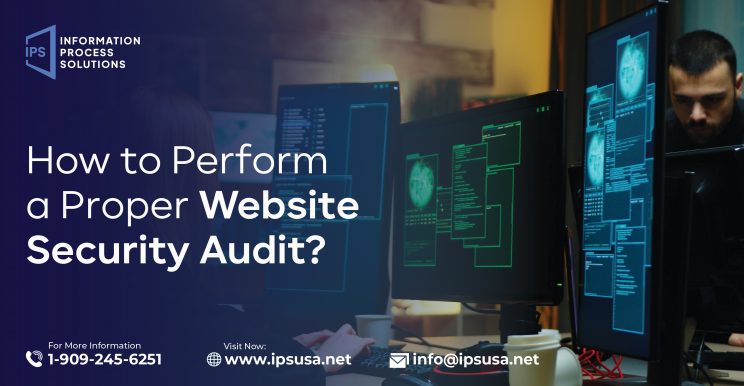 IPS
INFORMATION
PROCESS
SOLUTIONS
How to Perform
a Proper Website
Security Audit?
For More Information
1-909-245-6251
Visit Now:
www.ipsusa.net
info@ipsusa.net